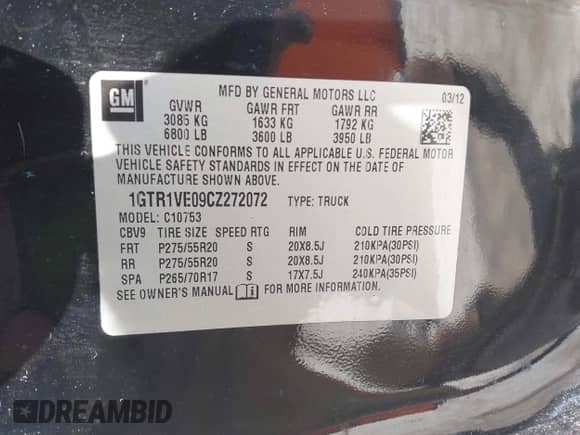 GM
MFD BY GENERAL MOTORS LLC
03/12
GVWR GAWR FRT GAWR RR
3085 KG 1633 KG 1792 KG
6800 LB 3600 LB 3950 LB
THIS VEHICLE CONFORMS TO ALL APPLICABLE U.S. FEDERAL MOTOR
VEHICLE SAFETY STANDARDS IN EFFECT ON THE DATE OF
MANUFACTURE SHOWN ABOVE.
1GTR1VE09CZ272072 TYPE: TRUCK
MODEL: C10753
CBV9 TIRE SIZE SPEED RTG RIM COLD TIRE PRESSURE
FRT P275/55R20 S 20X8.5J 210KPA(30PSI)
RR P275/55R20 S 20X8.5J 210KPA(30PSI)
SPA P265/70R17 S 17X7.5J 240KPA(35PSI)
SEE OWNER'S MANUAL FOR MORE INFORMATION.
DREAMBID